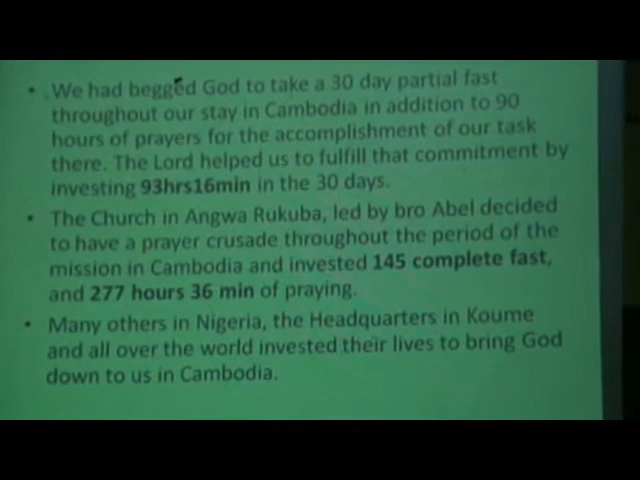 • .We had begged God to take a 30 day partial fast
throughout our stay in Cambodia in addition to 90
hours of prayers for the accomplishment of our task
there. The Lord helped us to fulfill that commitment by
investing 93hrs16min in the 30 days.
• The Church in Angwa Rukuba, led by bro Abel decided
to have a prayer crusade throughout the period of the
mission in Cambodia and invested 145 complete fast,
and 277 hours 36 min of praying.
• Many others in Nigeria, the Headquarters in Koume
and all over the world invested their lives to bring God
down to us in Cambodia.